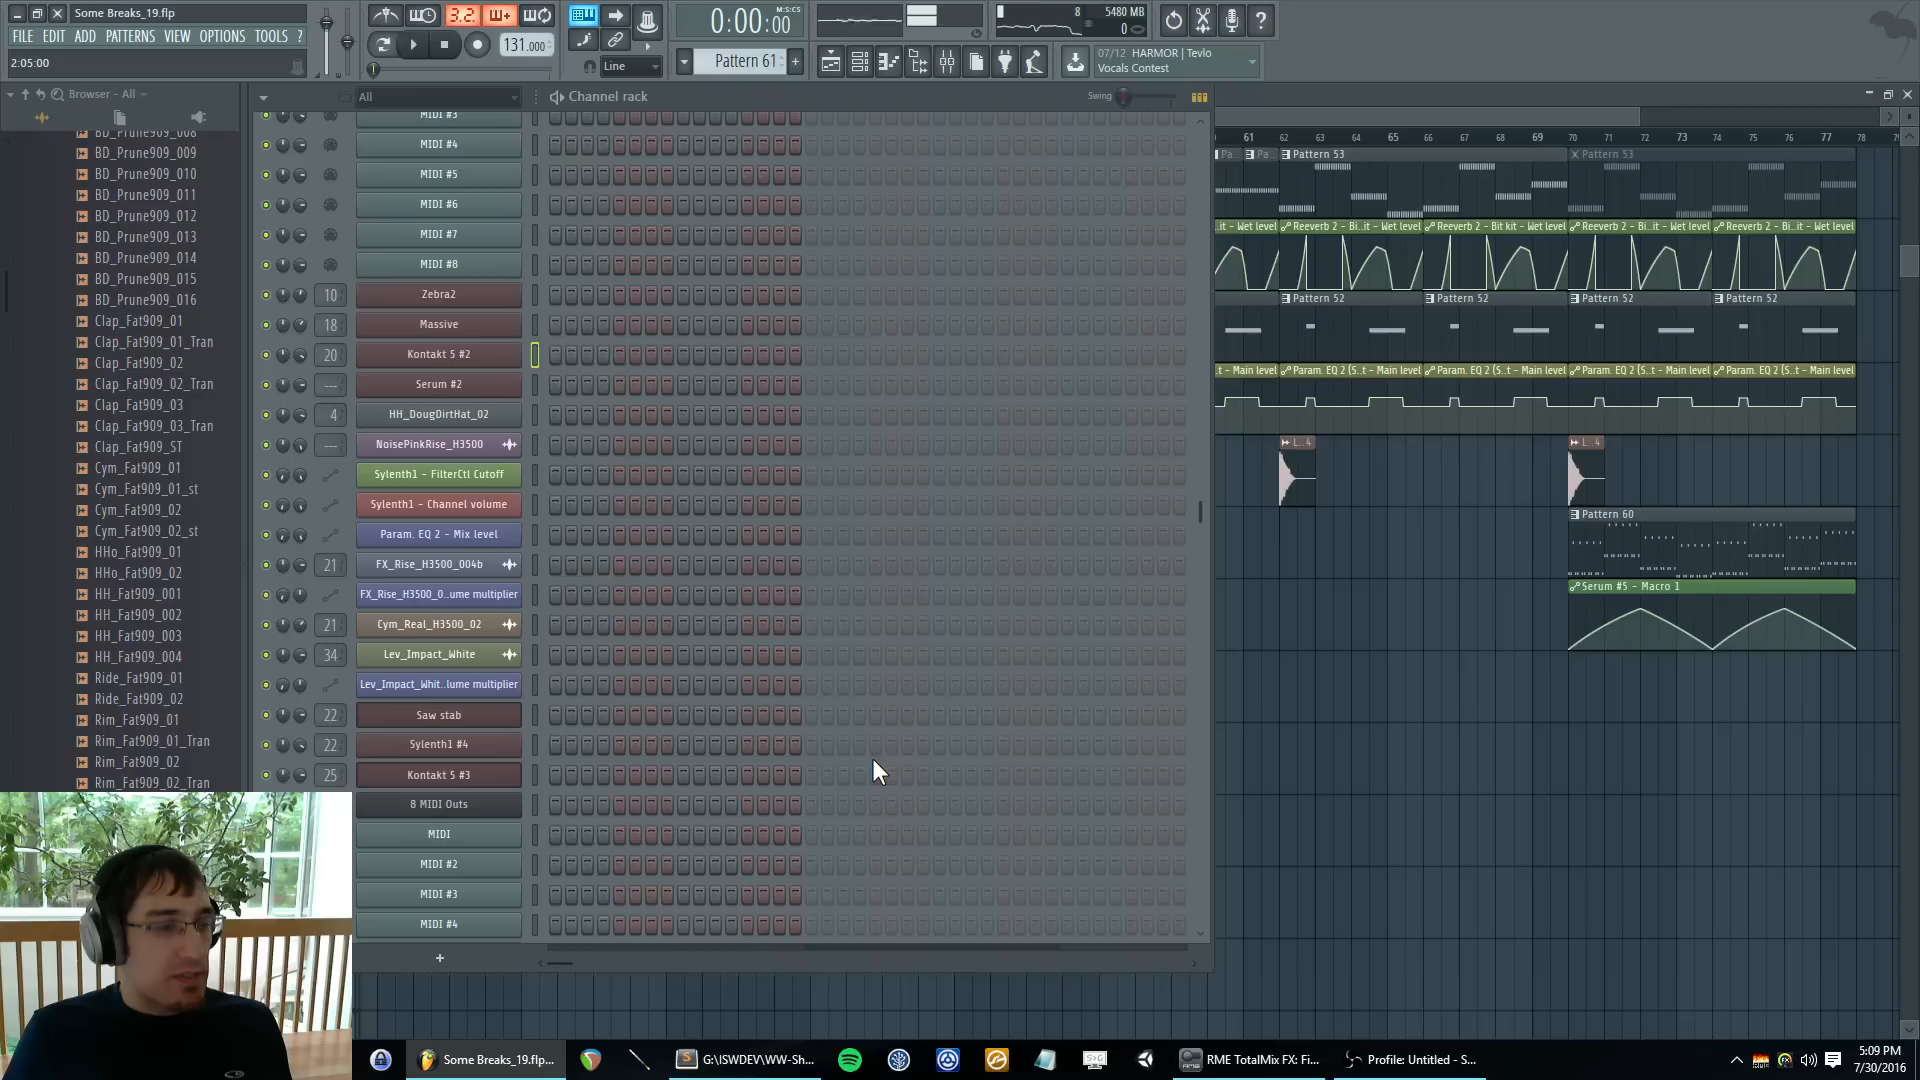 Some Breaks_19.flp
FILE EDIT ADD PATTERNS VIEW OPTIONS TOOLS ?
2:05:00
3.2.
131.000
Line
0:00:00
M:S:CS
Pattern 61
8
5480 MB
0
07/12 HARMOR | Tevlo
Vocals Contest
Browser - All
BD_Prune909_008
BD_Prune909_009
BD_Prune909_010
BD_Prune909_011
BD_Prune909_012
BD_Prune909_013
BD_Prune909_014
BD_Prune909_015
BD_Prune909_016
Clap_Fat909_01
Clap_Fat909_01_Tran
Clap_Fat909_02
Clap_Fat909_02_Tran
Clap_Fat909_03
Clap_Fat909_03_Tran
Clap_Fat909_ST
Cym_Fat909_01
Cym_Fat909_01_st
Cym_Fat909_02
Cym_Fat909_02_st
HHo_Fat909_01
HHo_Fat909_02
HH_Fat909_001
HH_Fat909_002
HH_Fat909_003
HH_Fat909_004
Ride_Fat909_01
Ride_Fat909_02
Rim_Fat909_01
Rim_Fat909_01_Tran
Rim_Fat909_02
Rim_Fat909_02_Tran
All
Channel rack
Swing
MIDI #3
MIDI #4
MIDI #5
MIDI #6
MIDI #7
MIDI #8
10 Zebra2
18 Massive
20 Kontakt 5 #2
--- Serum #2
4 HH_DougDirtHat_02
--- NoisePinkRise_H3500
Sylenth1 - FilterCtl Cutoff
Sylenth1 - Channel volume
Param. EQ 2 - Mix level
21 FX_Rise_H3500_004b
FX_Rise_H3500_0..ume multiplier
21 Cym_Real_H3500_02
34 Lev_Impact_White
Lev_Impact_Whit..lume multiplier
22 Saw stab
22 Sylenth1 #4
25 Kontakt 5 #3
8 MIDI Outs
MIDI
MIDI #2
MIDI #3
MIDI #4
+
61 62 63 64 65 66 67 68 69 70 71 72 73 74 75 76 77 78
Pa.. Pa.. Pattern 53 Pattern 53
..it - Wet level Reeverb 2 - Bi..it - Wet level Reeverb 2 - Bit kit - Wet level Reeverb 2 - Bi..it - Wet level Reeverb 2 - Bi..it - Wet level
Pattern 52 Pattern 52 Pattern 52 Pattern 52
t - Main level Param. EQ 2 (S..t - Main level Param. EQ 2 (S..t - Main level Param. EQ 2 (S..t - Main level Param. EQ 2 (S..t - Main level
L..4 L..4
Pattern 60
Serum #5 - Macro 1
Some Breaks_19.flp...
G:\ISWDEV\WW-Sh...
RME TotalMix FX: Fi...
Profile: Untitled - S...
5:09 PM
7/30/2016